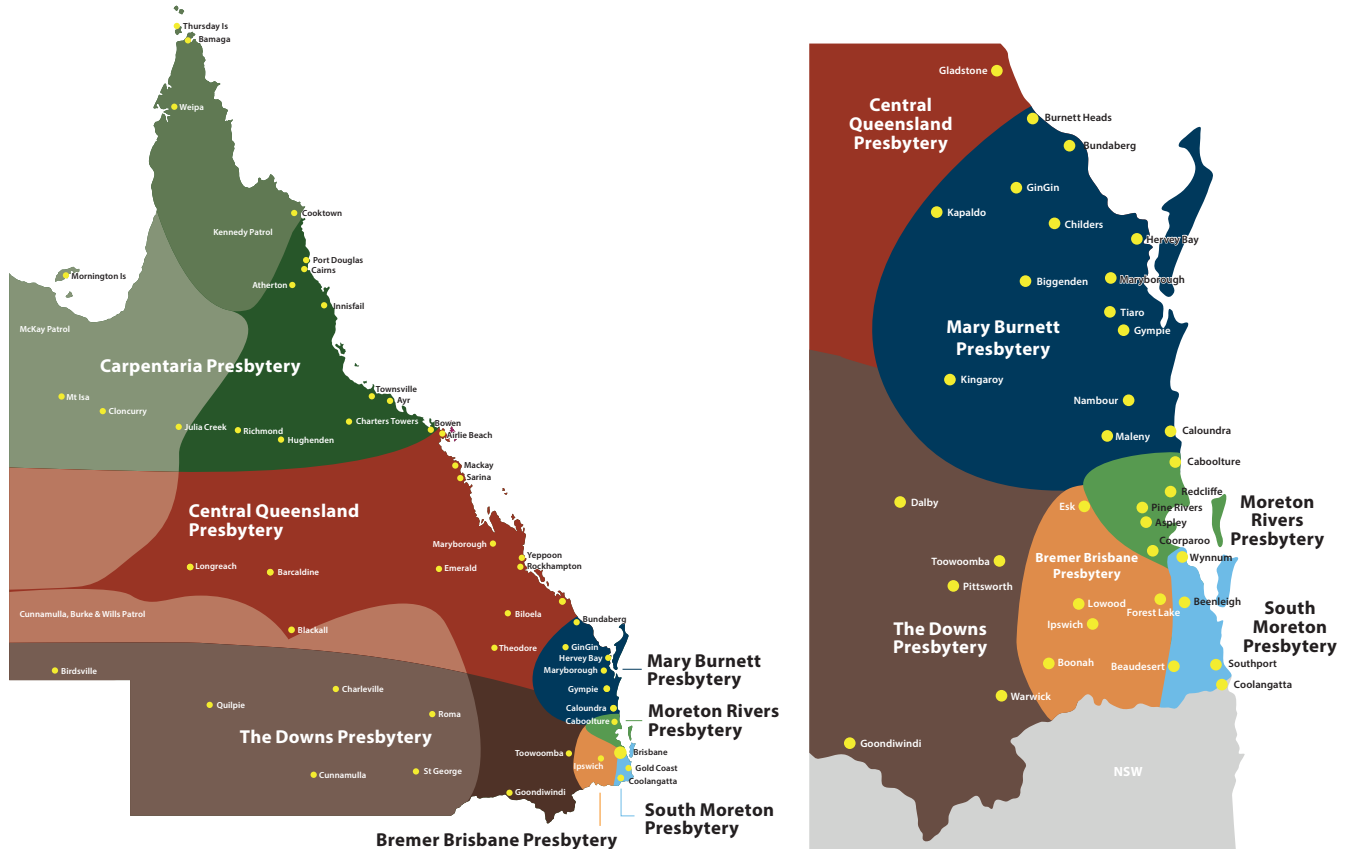 Thursday Is
Bamaga
Weipa
Cooktown
Kennedy Patrol
Port Douglas
Cairns
Mornington Is
Atherton
Innisfail
McKay Patrol
Carpentaria Presbytery
Townsville
Mt Isa
Ayr
Cloncurry
Charters Towers
Bowen
Julia Creek
Richmond
Airlie Beach
Hughenden
Mackay
Sarina
Central Queensland
Presbytery
Maryborough
Yeppoon
Longreach
Barcaldine
Emerald
Rockhampton
Cunnamulla, Burke & Wills Patrol
Biloela
Bundaberg
Blackall
Theodore
GinGin
Hervey Bay
Birdsville
Maryborough
Mary Burnett
Presbytery
Charleville
Gympie
Quilpie
Roma
Caloundra
Caboolture
Moreton Rivers
Presbytery
The Downs Presbytery
Toowoomba
Brisbane
Ipswich
Gold Coast
Cunnamulla
St George
Coolangatta
Goondiwindi
South Moreton
Presbytery
Bremer Brisbane Presbytery
Gladstone
Central
Queensland
Presbytery
Burnett Heads
Bundaberg
GinGin
Kapaldo
Childers
Hervey Bay
Biggenden
Maryborough
Tiaro
Mary Burnett
Presbytery
Gympie
Kingaroy
Nambour
Maleny
Caloundra
Caboolture
Redcliffe
Dalby
Esk
Pine Rivers
Aspley
Moreton
Rivers
Presbytery
Coorparoo
Wynnum
Toowoomba
Bremer Brisbane
Presbytery
Pittsworth
Lowood
Forest Lake
Beenleigh
Ipswich
The Downs
Presbytery
South
Moreton
Presbytery
Boonah
Beaudesert
Southport
Coolangatta
Warwick
Goondiwindi
NSW